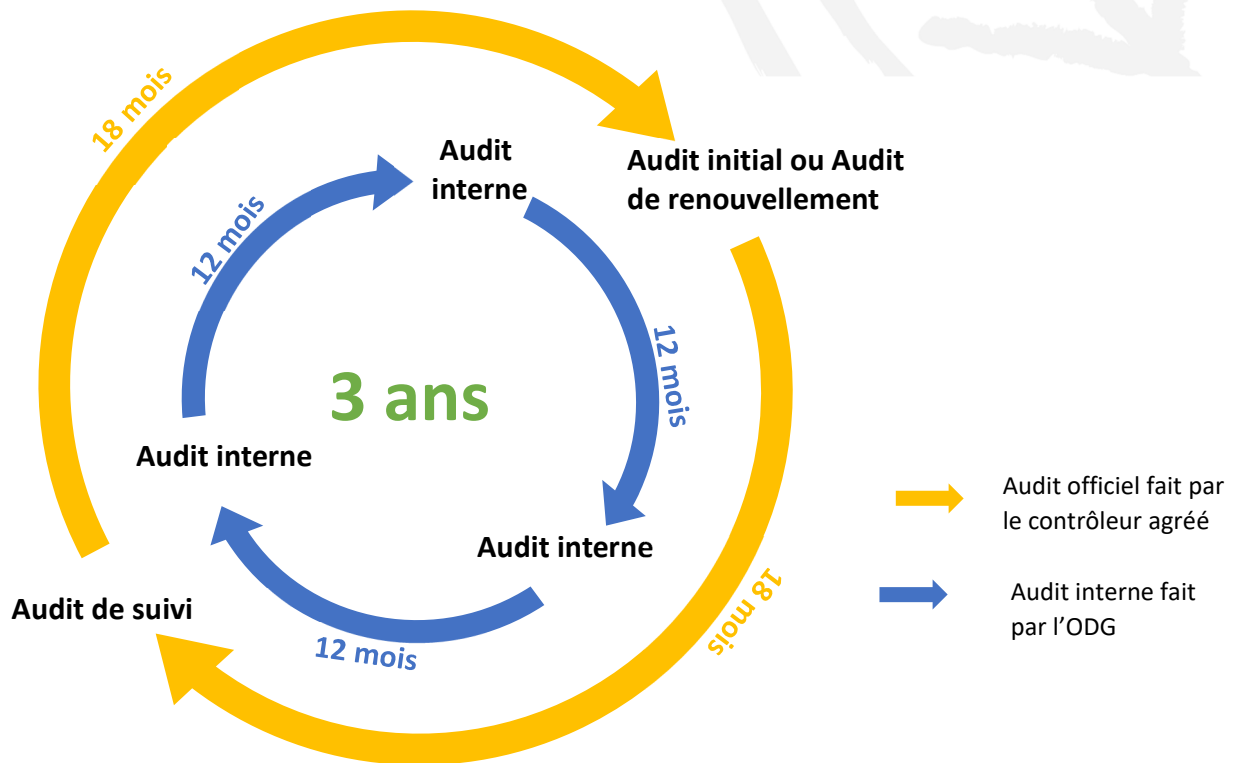 18 mois
Audit
interne
Audit initial ou Audit
de renouvellement
12 mois
12 mois
3 ans
Audit interne
Audit interne
Audit de suivi
12 mois
18 mois
Audit officiel fait par
le contrôleur agréé
Audit interne fait
par l’ODG